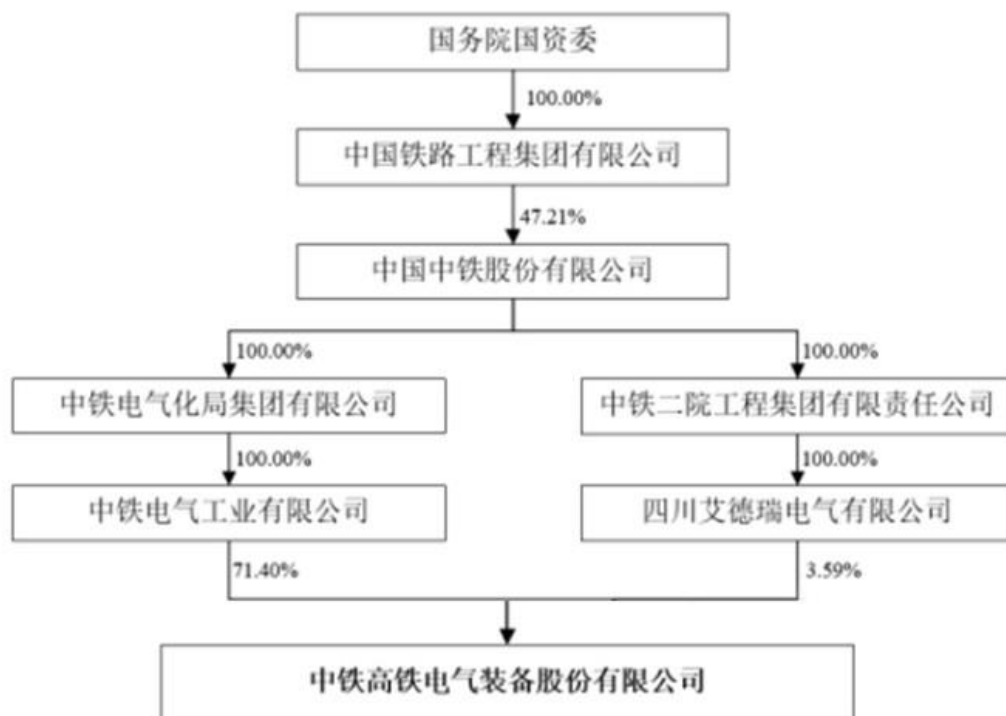 国务院国资委
100.00%
中国铁路工程集团有限公司
47.21%
中国中铁股份有限公司
100.00%
100.00%
中铁电气化局集团有限公司
中铁二院工程集团有限责任公司
100.00%
100.00%
中铁电气工业有限公司
四川艾德瑞电气有限公司
71.40%
3.59%
中铁高铁电气装备股份有限公司